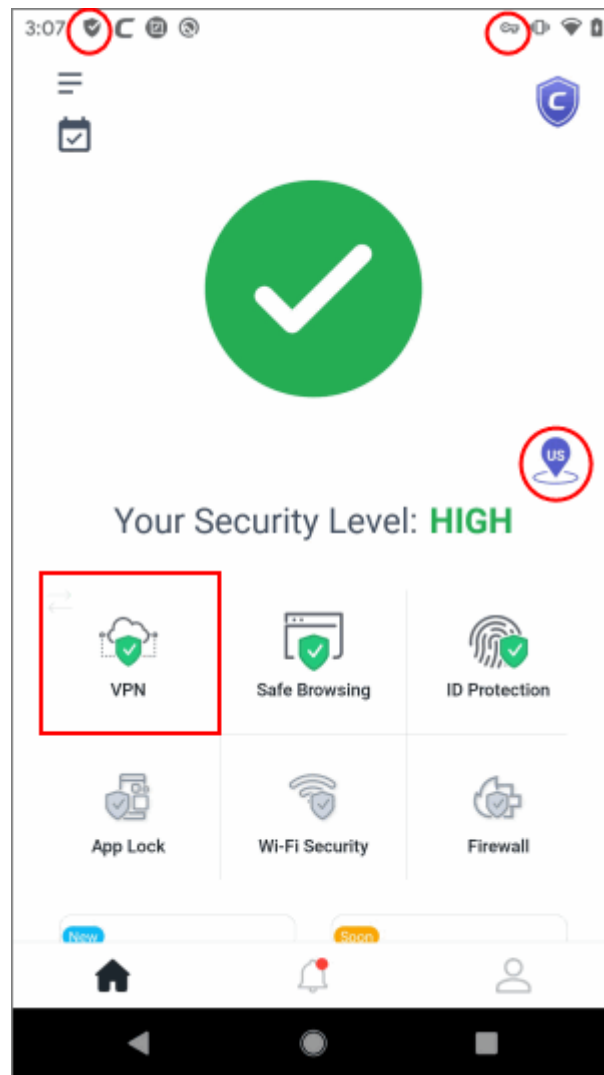 3:07
US
Your Security Level: HIGH
VPN
Safe Browsing
ID Protection
App Lock
Wi-Fi Security
Firewall
New
Soon